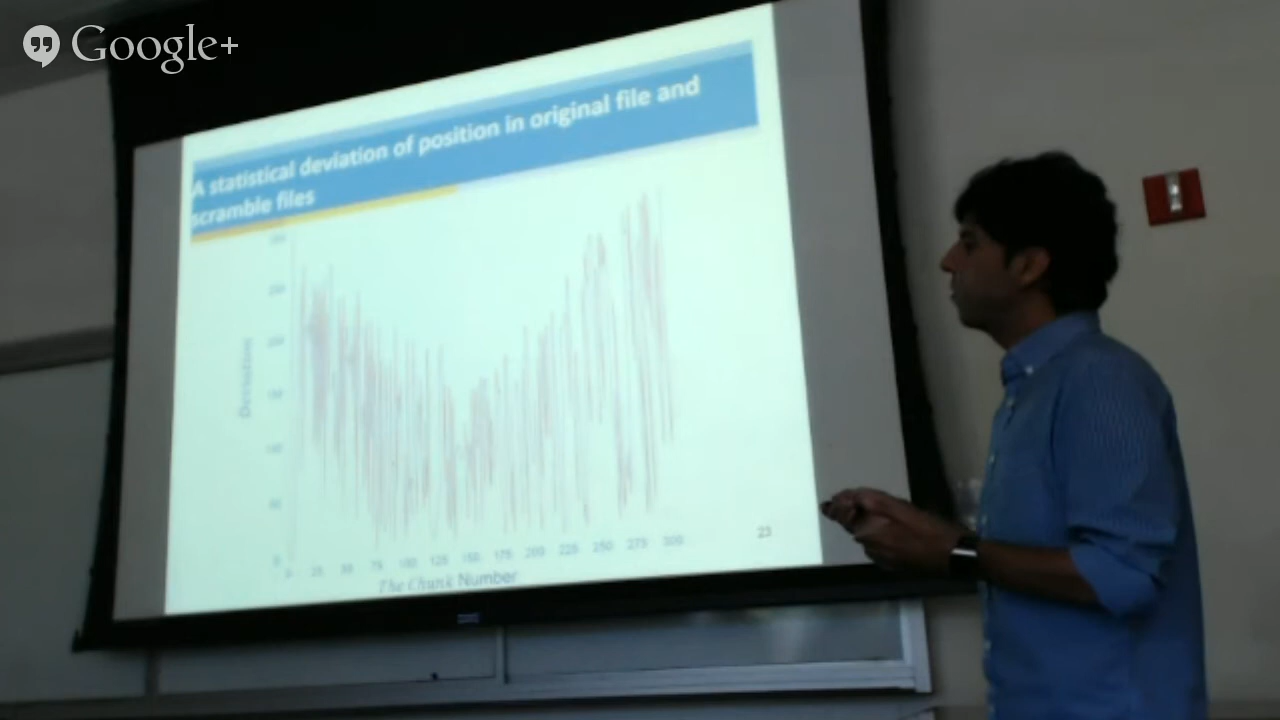 Google+
A statistical deviation of position in original file and
scramble files
Deviation
0
25
50
75
100
125
150
175
200
225
250
275
300
The Chunk Number
23